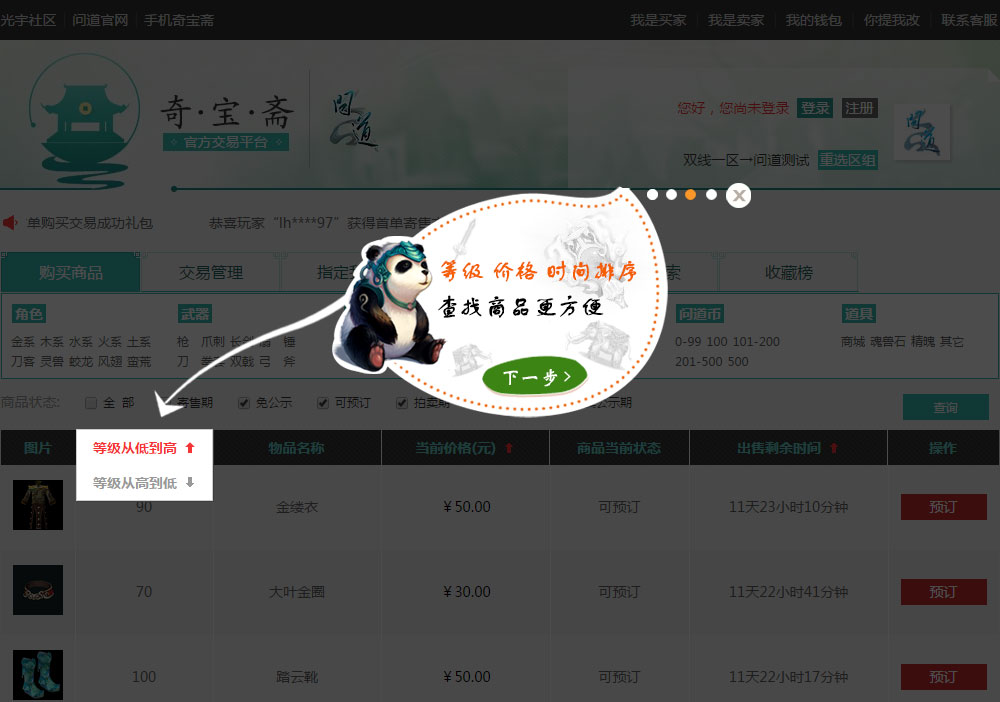 光宇社区 问道官网 手机奇宝斋 我是买家 我是卖家 我的钱包 你提我改 联系客服
奇·宝·斋
官方交易平台
问道
您好，您尚未登录 登录 注册
问道
双线一区→问道测试 重选区组
单购买交易成功礼包 恭喜玩家“lh****97”获得首单寄售
购买商品 交易管理 指定 索 收藏榜
等级 价格 时间排序
查找商品更方便
下一步>
角色 武器 问道币 道具
金系 木系 水系 火系 土系 枪 爪刺 长剑 扇 锤 0-99 100 101-200 商城 魂兽石 精魄 其它
刀客 灵兽 蛟龙 风翅 蛮荒 刀 拳套 双戟 弓 斧 201-500 500
商品状态: 全 部 寄售期 免公示 可预订 拍卖期 公示期 查询
图片 等级从低到高 物品名称 当前价格(元) 商品当前状态 出售剩余时间 操作
等级从高到低
90 金缕衣 ¥ 50.00 可预订 11天23小时10分钟 预订
70 大叶金圈 ¥ 30.00 可预订 11天22小时41分钟 预订
100 踏云靴 ¥ 50.00 可预订 11天22小时17分钟 预订